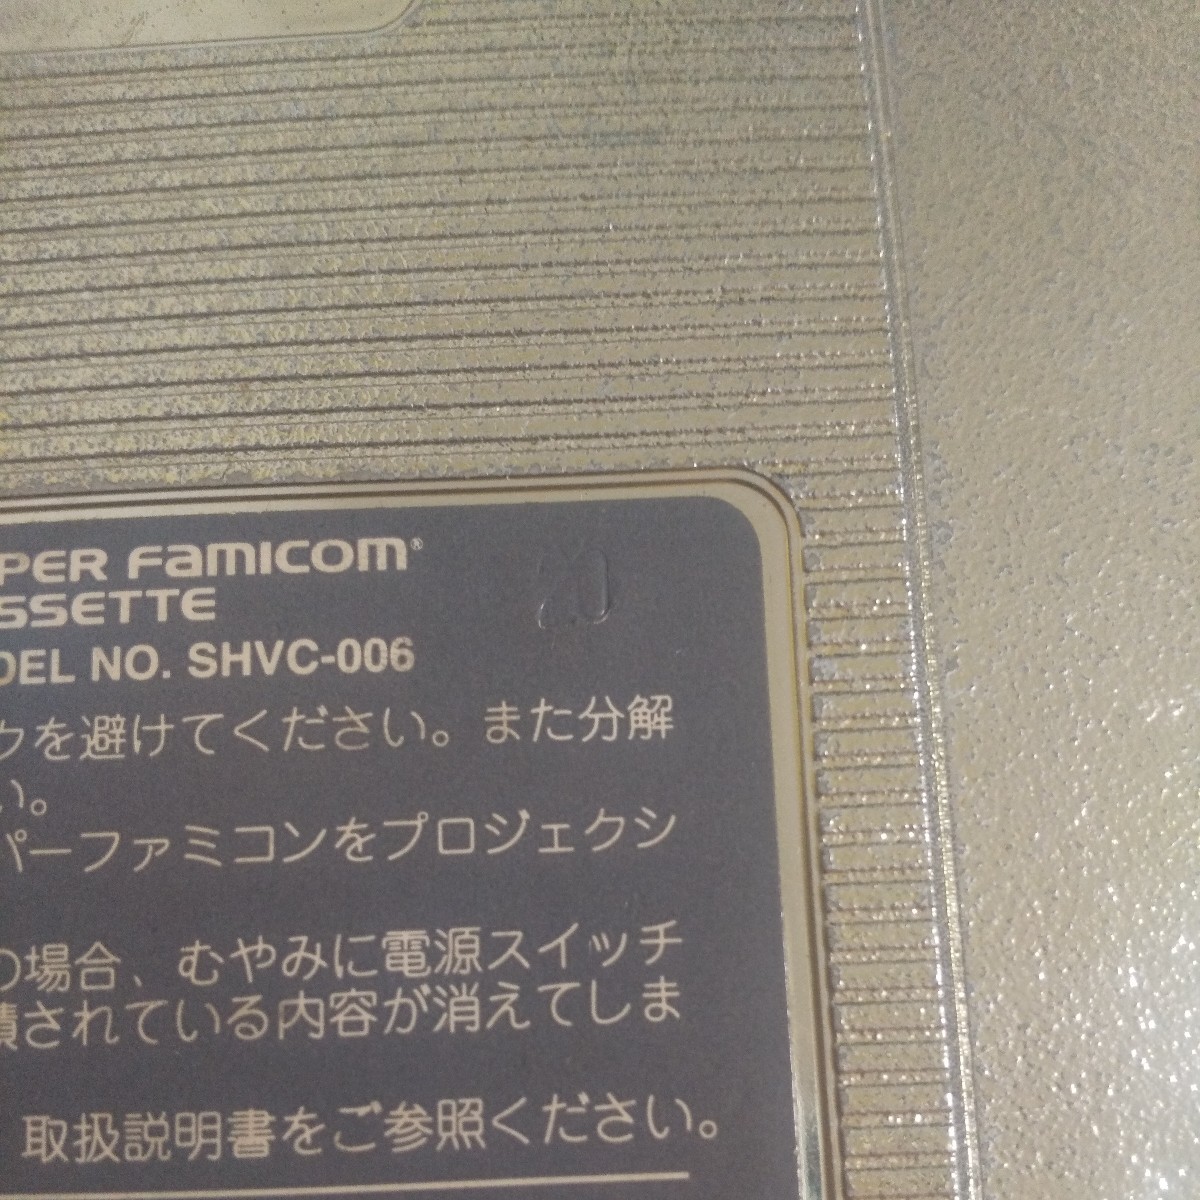 PER FAMICOM®
SSETTE
DEL NO. SHVC-006
20
クを避けてください。また分解
い。
パーファミコンをプロジェクシ
の場合、むやみに電源スイッチ
積されている内容が消えてしま
取扱説明書をご参照ください。